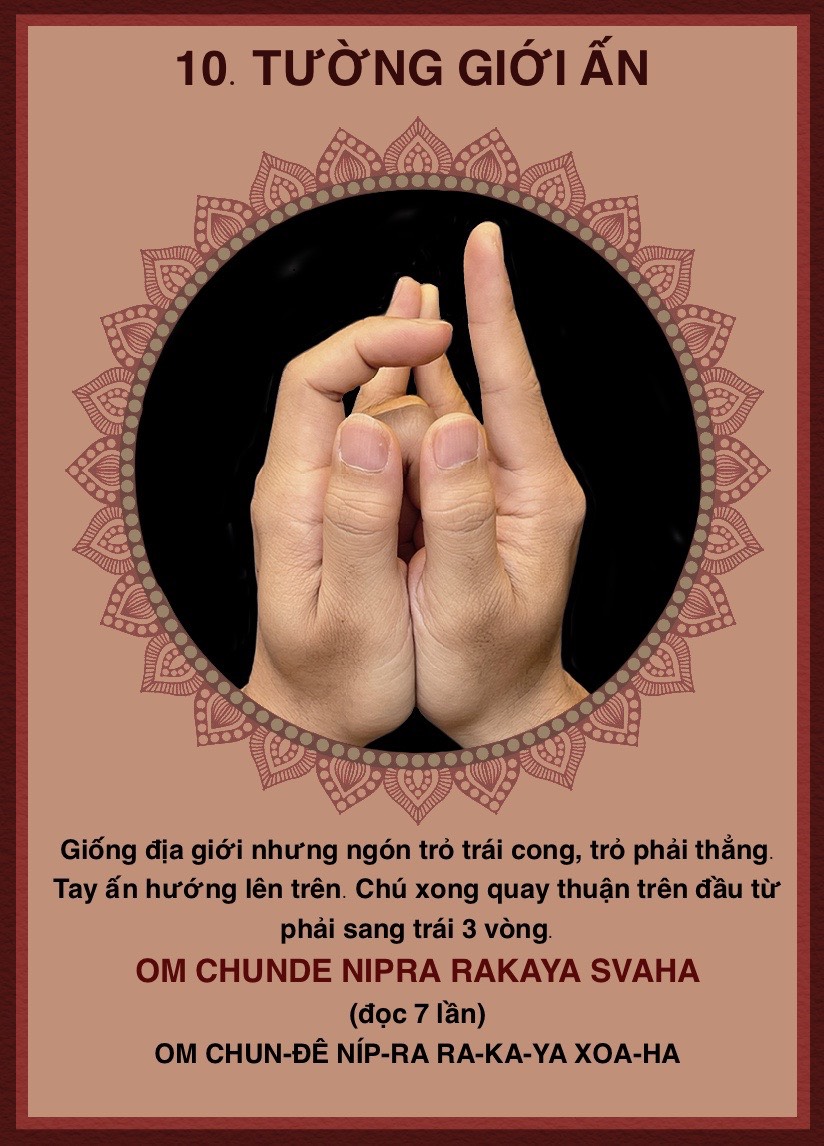 10. TƯỜNG GIỚI ẤN
Giống địa giới nhưng ngón trỏ trái cong, trỏ phải thẳng.
Tay ấn hướng lên trên. Chú xong quay thuận trên đầu từ
phải sang trái 3 vòng.
OM CHUNDE NIPRA RAKAYA SVAHA
(đọc 7 lần)
OM CHUN-ĐÊ NÍP-RA RA-KA-YA XOA-HA